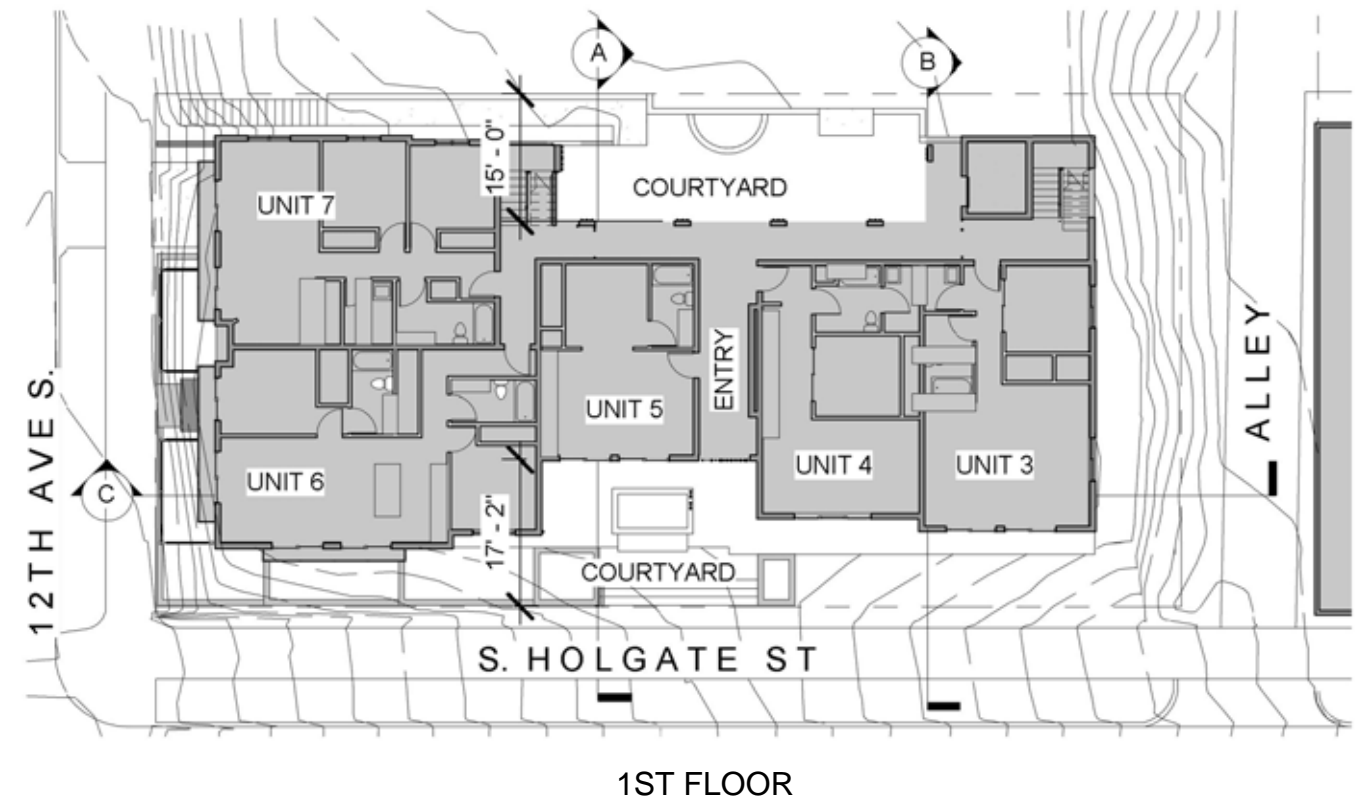 A
B
15' - 0"
COURTYARD
UNIT 7
ENTRY
ALLEY
12TH AVE S.
UNIT 5
UNIT 6
UNIT 4
UNIT 3
C
17' - 2"
COURTYARD
S. HOLGATE ST
1ST FLOOR